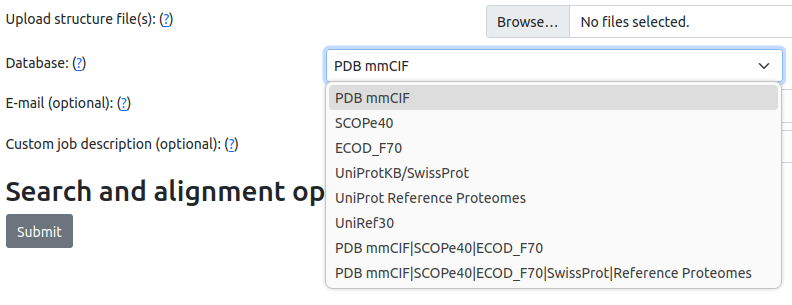 Upload structure file(s): (?)
Browse... No files selected.
Database: (?)
PDB mmCIF
E-mail (optional): (?)
PDB mmCIF
SCOPe40
Custom job description (optional): (?)
ECOD_F70
UniProtKB/SwissProt
Search and alignment op
UniProt Reference Proteomes
UniRef30
Submit
PDB mmCIF|SCOPe40|ECOD_F70
PDB mmCIF|SCOPe40|ECOD_F70|SwissProt|Reference Proteomes